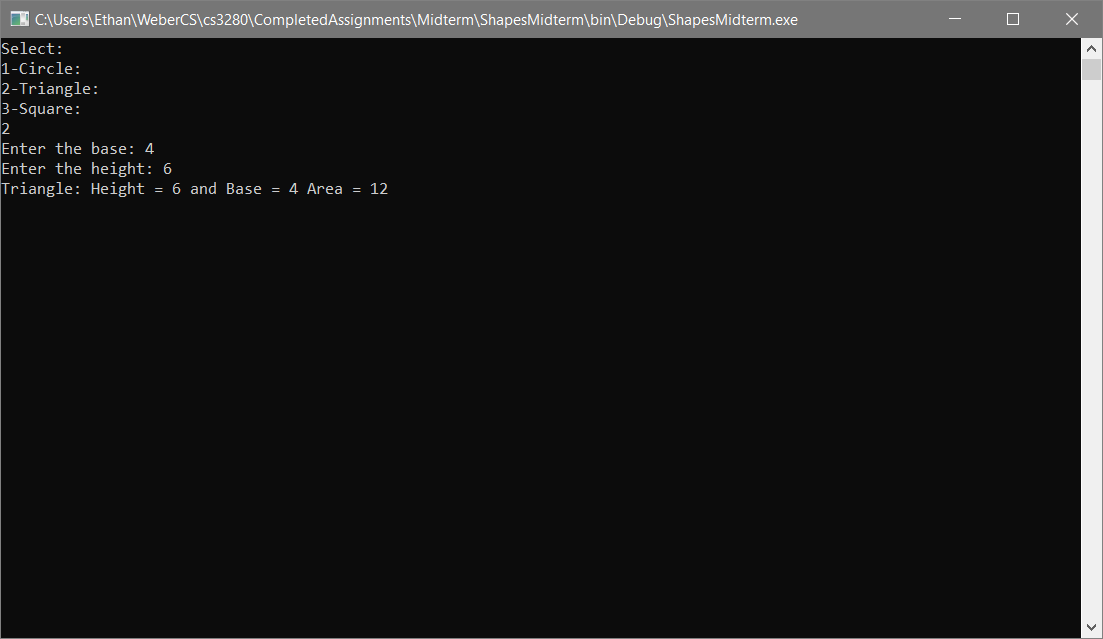 C:\Users\Ethan\WeberCS\cs3280\CompletedAssignments\Midterm\ShapesMidterm\bin\Debug\ShapesMidterm.exe
Select:
1-Circle:
2-Triangle:
3-Square:
2
Enter the base: 4
Enter the height: 6
Triangle: Height = 6 and Base = 4 Area = 12